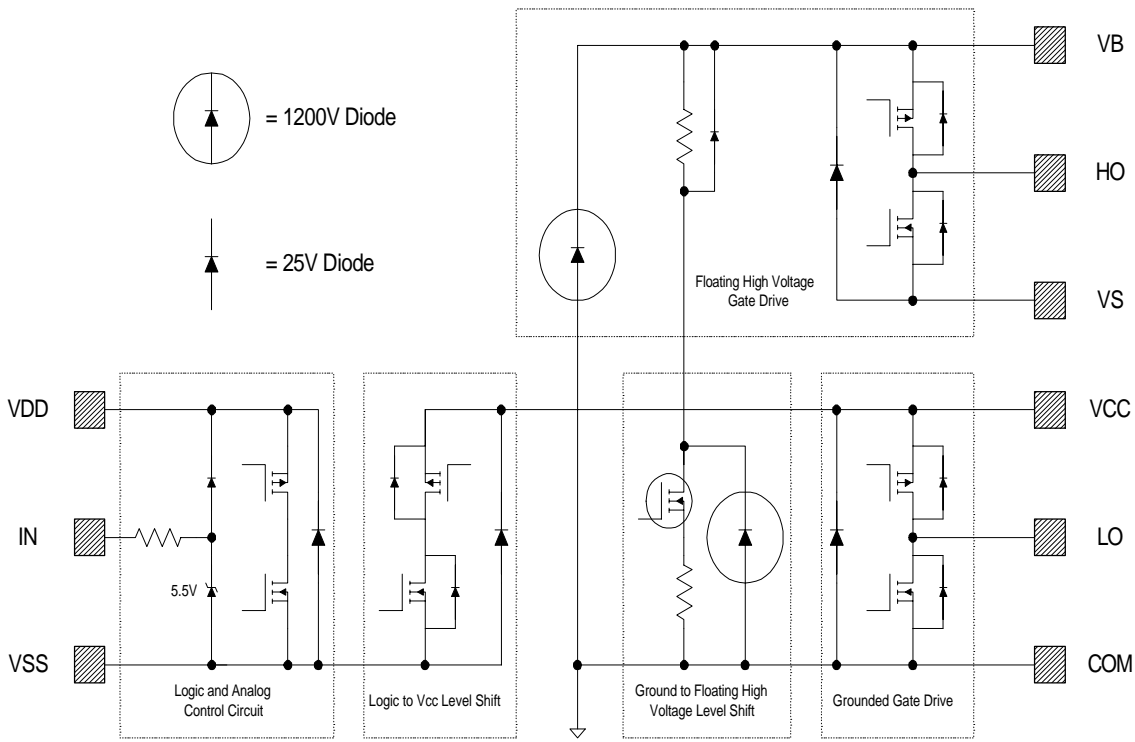 VB
= 1200V Diode
HO
= 25V Diode
Floating High Voltage
Gate Drive
VS
VDD
VCC
IN
5.5V
LO
VSS
COM
Logic and Analog
Control Circuit
Logic to Vcc Level Shift
Ground to Floating High
Voltage Level Shift
Grounded Gate Drive